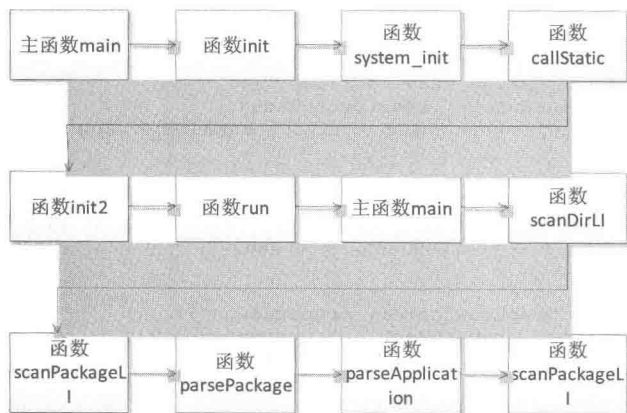 主函数main
函数init
函数
system_init
函数
callStatic
函数init2
函数run
主函数main
函数
scanDirLI
函数
scanPackageL
I
函数
parsePackage
函数
parseApplicat
ion
函数
scanPackageL
I